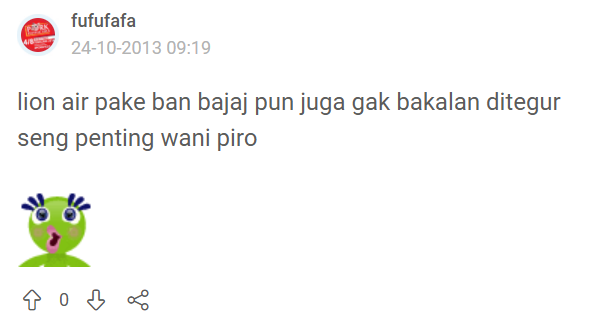 fufufafa
24-10-2013 09:19
lion air pake ban bajaj pun juga gak bakalan ditegur
seng penting wani piro
0